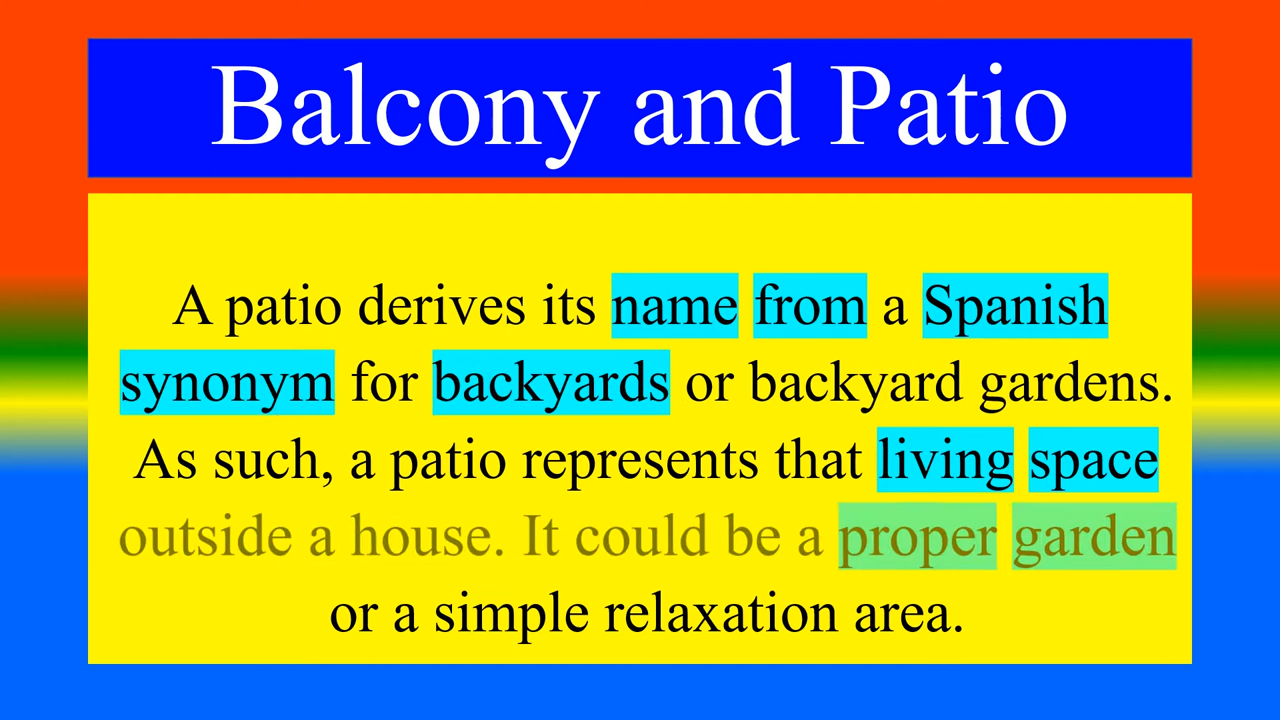 Balcony and Patio
A patio derives its name from a Spanish
synonym for backyards or backyard gardens.
As such, a patio represents that living space
outside a house. It could be a proper garden
or a simple relaxation area.